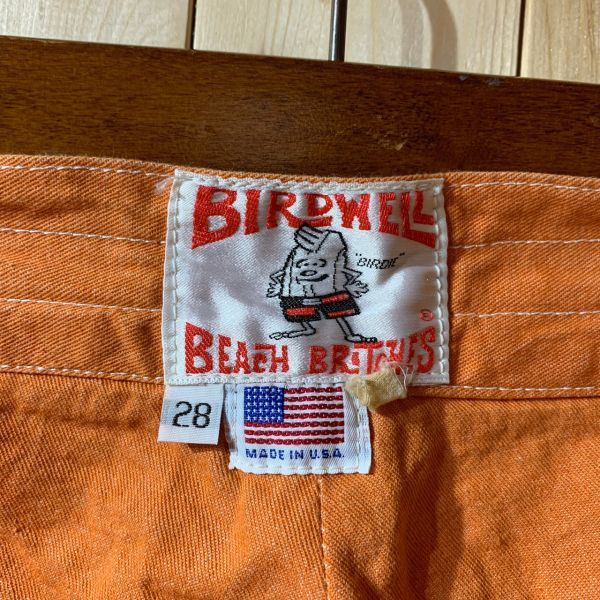 BIRDWELL
"BIRDIE"
®
BEACH BRITCHES
28
MADE IN U.S.A.